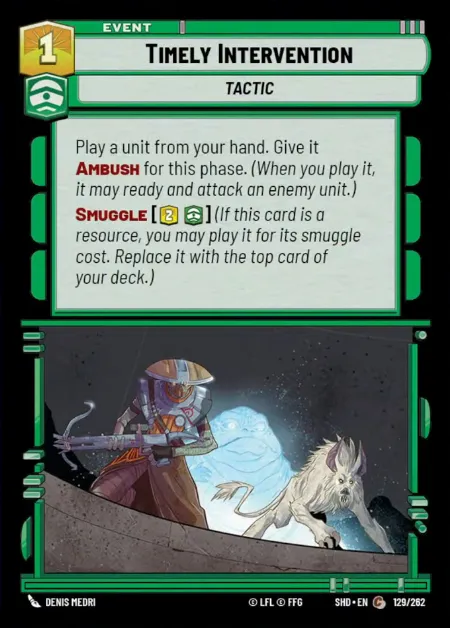 EVENT
1
TIMELY INTERVENTION
TACTIC
Play a unit from your hand. Give it
AMBUSH for this phase. (When you play it,
it may ready and attack an enemy unit.)
SMUGGLE [2] (If this card is a
resource, you may play it for its smuggle
cost. Replace it with the top card of
your deck.)
DENIS MEDRI © LFL © FFG SHD • EN C 129/262